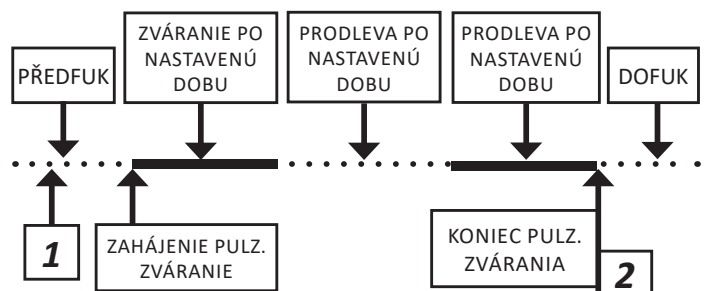 PŘEDFUK
ZVÁRANIE PO
NASTAVENÚ
DOBU
PRODLEVA PO
NASTAVENÚ
DOBU
PRODLEVA PO
NASTAVENÚ
DOBU
DOFUK
1
ZAHÁJENIE PULZ.
ZVÁRANIE
KONIEC PULZ.
ZVÁRANIA
2